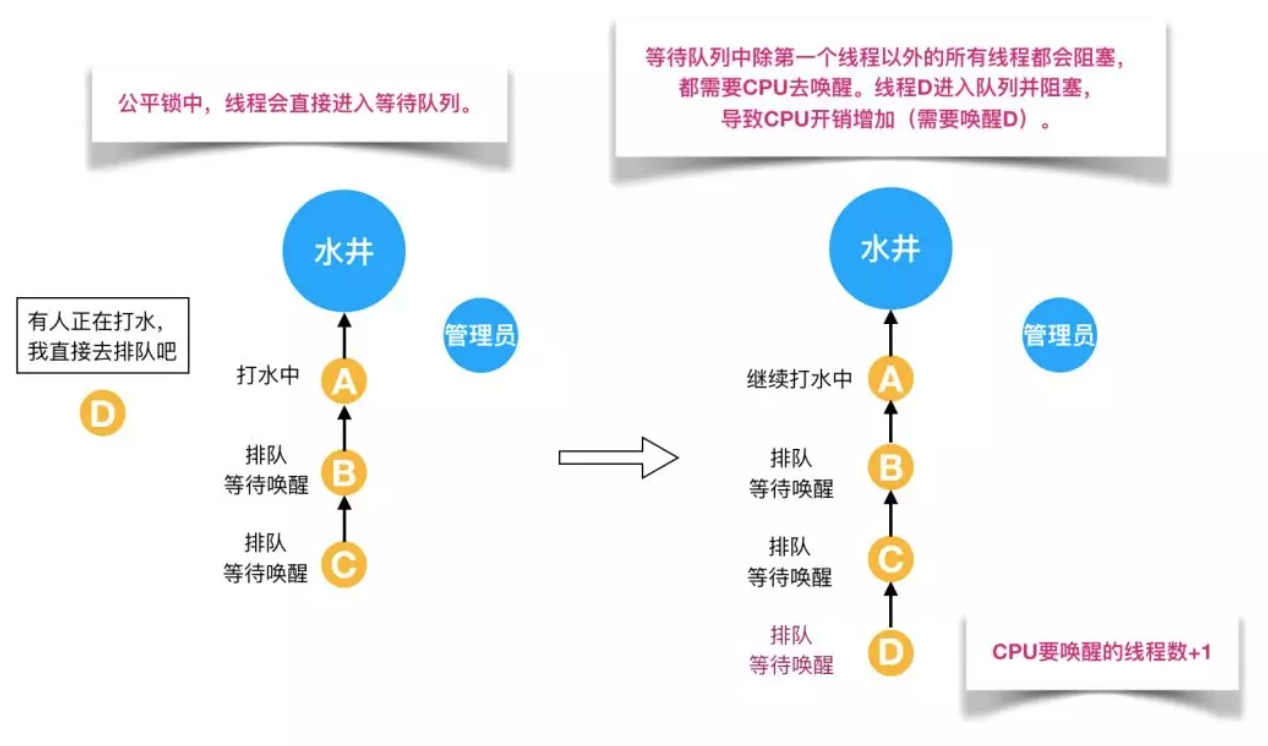 公平锁中，线程会直接进入等待队列。
等待队列中除第一个线程以外的所有线程都会阻塞，
都需要CPU去唤醒。线程D进入队列并阻塞，
导致CPU开销增加（需要唤醒D）。
水井
管理员
有人正在打水，
我直接去排队吧
D
打水中
A
排队
等待唤醒
B
排队
等待唤醒
C
水井
管理员
继续打水中
A
排队
等待唤醒
B
排队
等待唤醒
C
排队
等待唤醒
D
CPU要唤醒的线程数+1